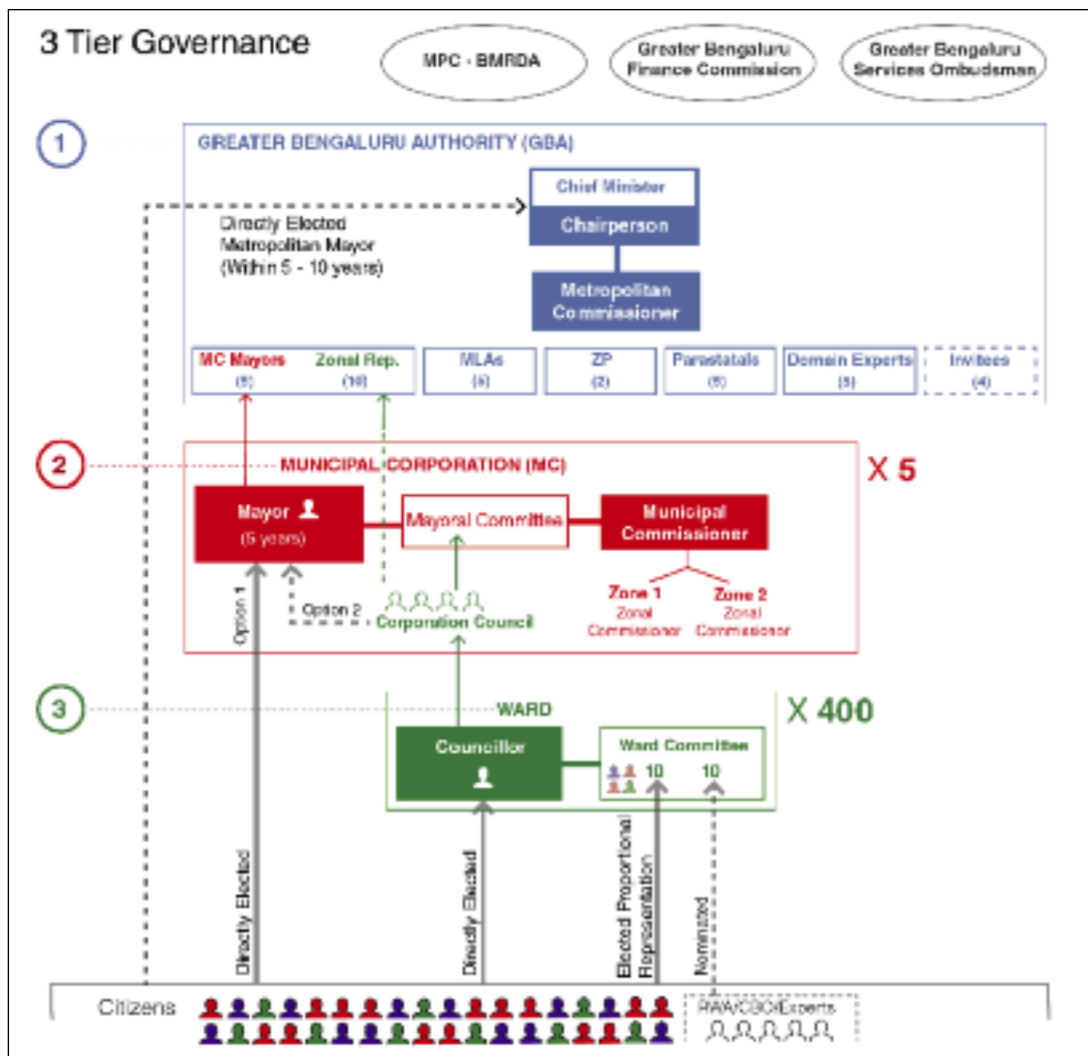 3 Tier Governance
MPC - BMRDA
Greater Bengaluru
Finance Commission
Greater Bengaluru
Services Ombudsman
1
GREATER BENGALURU AUTHORITY (GBA)
Chief Minister
Chairperson
Directly Elected
Metropolitan Mayor
(Within 5 - 10 years)
Metropolitan
Commissioner
MC Mayors
(5)
Zonal Rep.
(10)
MLAs
ZP
(2)
Parastatals
Domain Experts
Invitees
(4)
2
MUNICIPAL CORPORATION (MC)
X 5
Mayor
(5 years)
Mayoral Committee
Municipal
Commissioner
Option 1
Option 2
Corporation Council
Zone 1
Zonal
Commissioner
Zone 2
Zonal
Commissioner
3
WARD
X 400
Councillor
Ward Committee
10
10
Directly Elected
Directly Elected
Elected Proportional
Representation
Nominated
Citizens
RWA/CBO/Experts